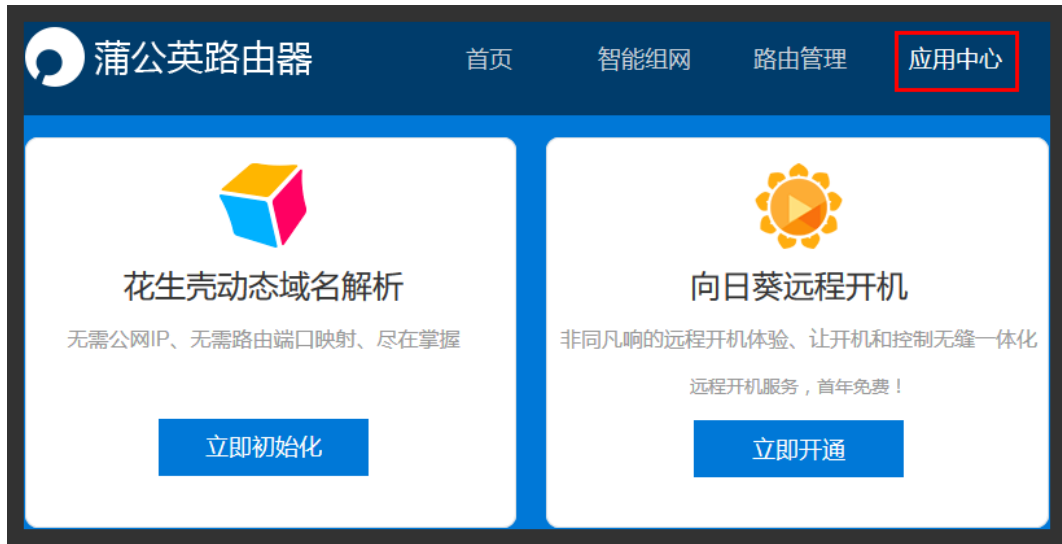 蒲公英路由器 首页 智能组网 路由管理 应用中心
花生壳动态域名解析
无需公网IP、无需路由端口映射、尽在掌握
立即初始化
向日葵远程开机
非同凡响的远程开机体验、让开机和控制无缝一体化
远程开机服务，首年免费！
立即开通